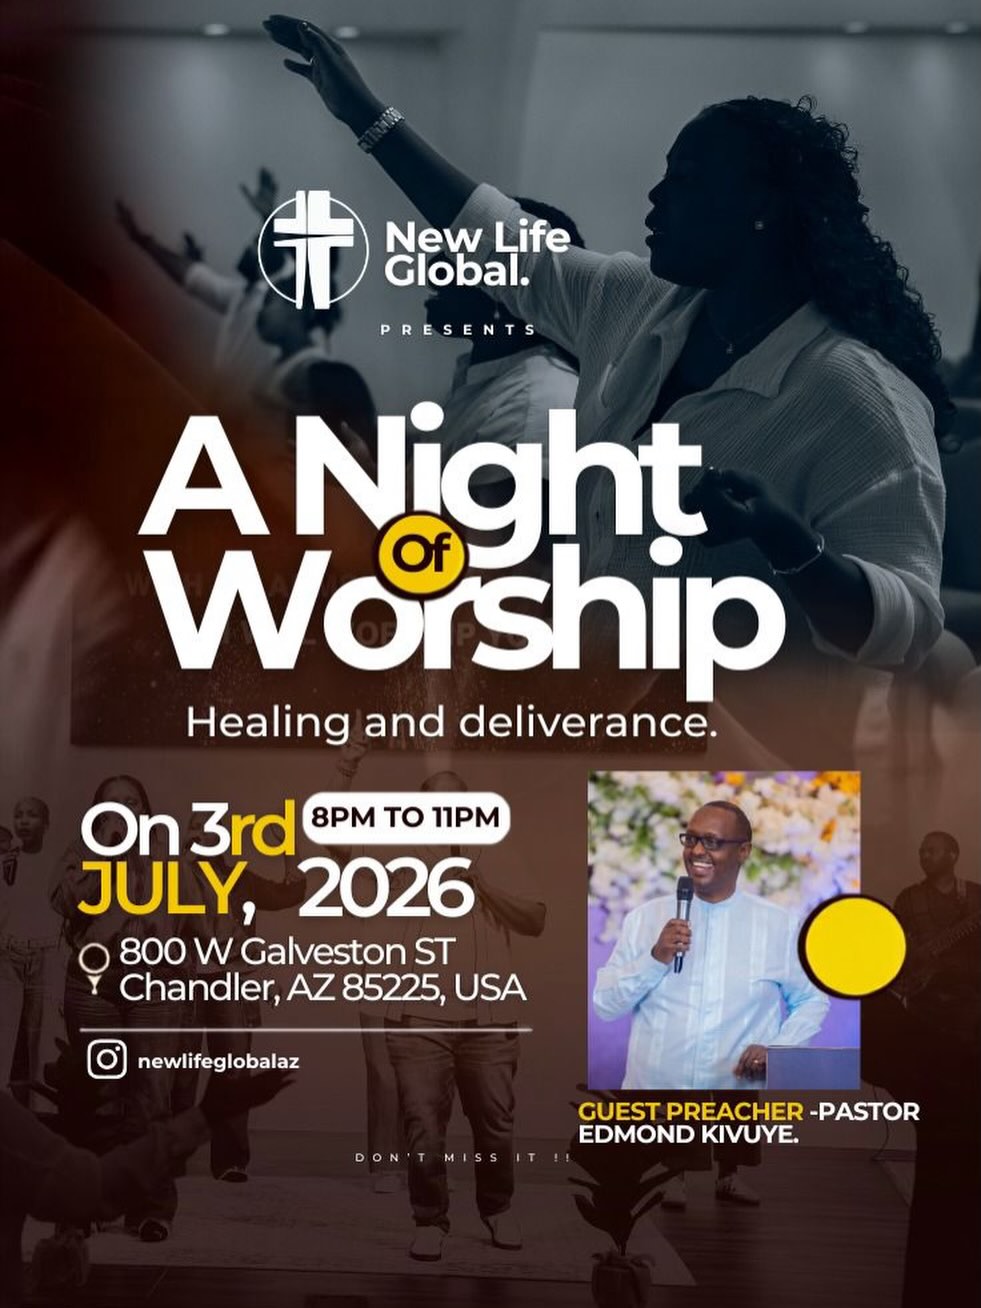 New Life
Global.
PRESENTS
A Night
Of
Worship
Healing and deliverance.
On 3rd
8PM TO 11PM
JULY, 2026
800 W Galveston ST
Chandler, AZ 85225, USA
newlifeglobalaz
GUEST PREACHER -PASTOR
EDMOND KIVUYE.
DON'T MISS IT !!